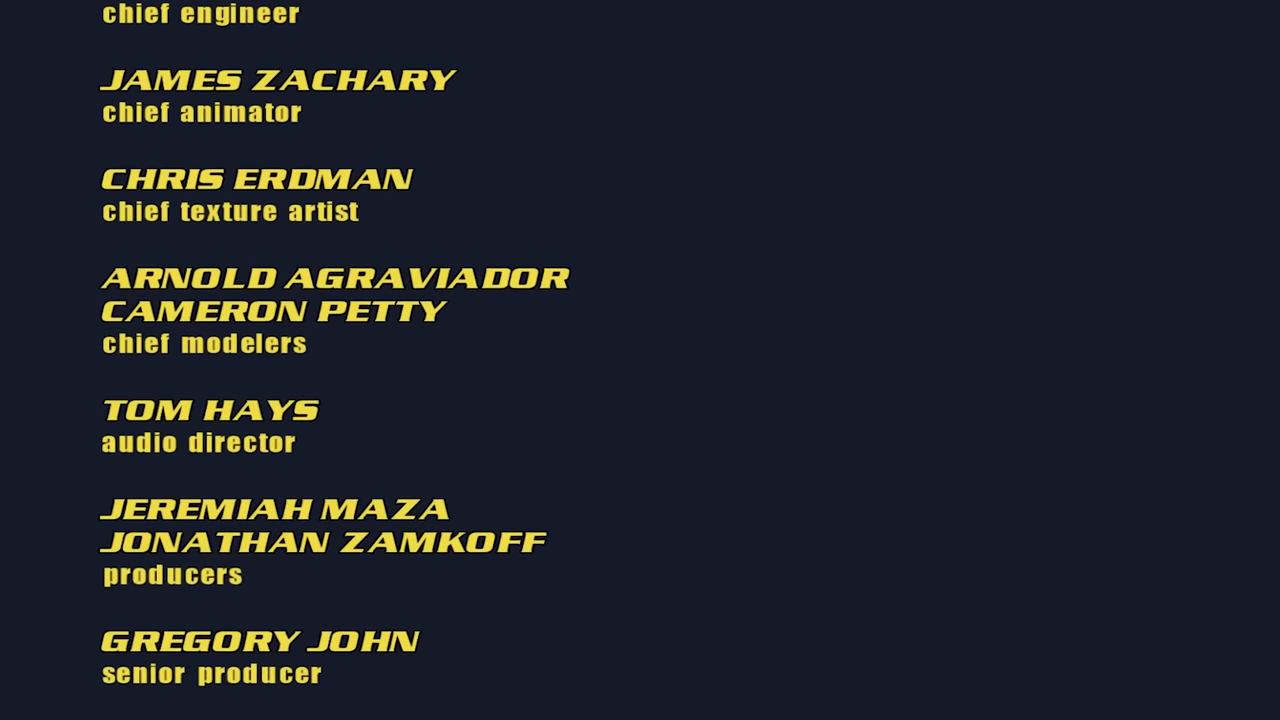 chief engineer
JAMES ZACHARY
chief animator
CHRIS ERDMAN
chief texture artist
ARNOLD AGRAVIADOR
CAMERON PETTY
chief modelers
TOM HAYS
audio director
JEREMIAH MAZA
JONATHAN ZAMKOFF
producers
GREGORY JOHN
senior producer